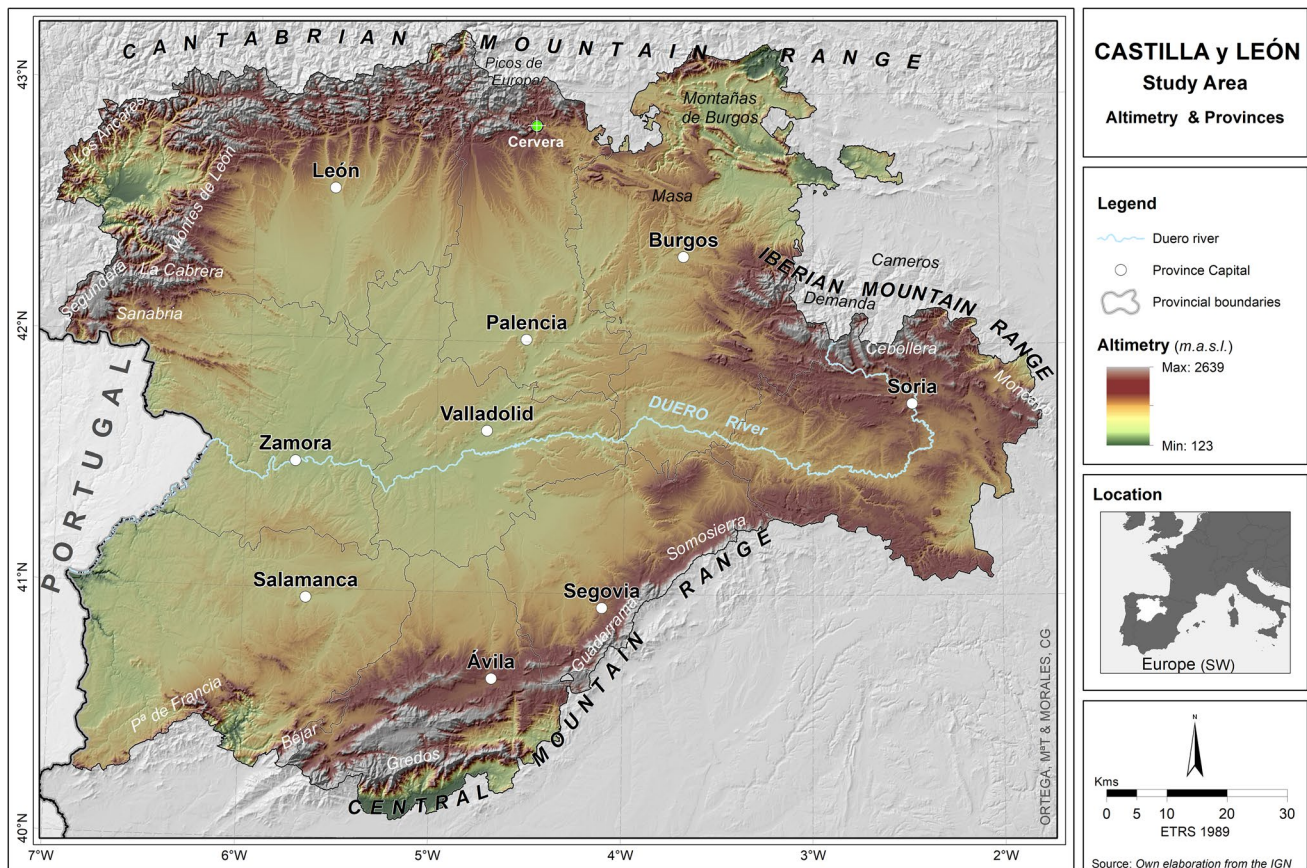 CANTABRIAN MOUNTAIN RANGE
Picos de
Europa
Montañas
de Burgos
Los Ancares
Cervera
León
Montes de León
Masa
Burgos
IBERIAN MOUNTAIN RANGE
Cameros
Demanda
La Cabrera
Segundera
Sanabria
Palencia
Cebollera
Moncayo
Soria
PORTUGAL
Valladolid
DUERO River
Zamora
Somosierra
Salamanca
Segovia
Guadarrama
Ávila
Pª de Francia
Béjar
Gredos
CENTRAL MOUNTAIN RANGE
ORTEGA, MªT & MORALES, CG
43°N
42°N
41°N
40°N
7°W
6°W
5°W
4°W
3°W
2°W
CASTILLA y LEÓN
Study Area
Altimetry & Provinces
Legend
Duero river
Province Capital
Provincial boundaries
Altimetry (m.a.s.l.)
Max: 2639
Min: 123
Location
Europe (SW)
N
Kms
0 5 10 20 30
ETRS 1989
Source: Own elaboration from the IGN